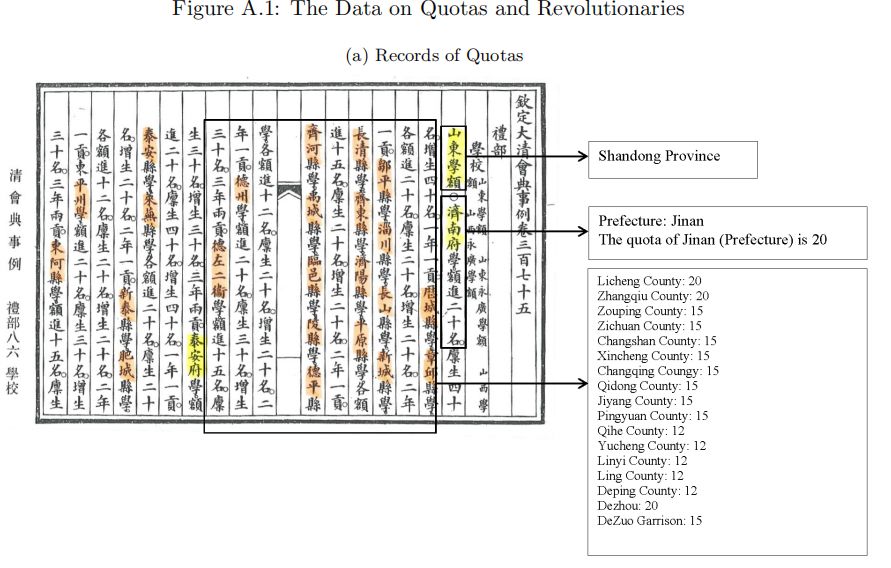 Figure A.1: The Data on Quotas and Revolutionaries
(a) Records of Quotas
欽定大清會典事例卷三百七十五
禮部
學校 山東學額 山東永廣學額 山西學
額 山西永廣學額
山東學額○濟南府學額進二十名廩生四十
名增生四十名一年一貢歷城縣學章邱縣學
各額進二十名廩生二十名增生二十名二年
一貢鄒平縣學淄川縣學長山縣學新城縣學
長清縣學齊東縣學濟陽縣學平原縣學各額
進十五名廩生二十名增生二十名二年一貢
齊河縣學禹城縣學臨邑縣學陵縣學德平縣
學各額進十二名廩生二十名增生二十名二
年一貢德州學額進二十名廩生三十名增生
三十名三年兩貢德左二衞學額進十五名廩
生三十名增生三十名三年兩貢泰安府學額
進二十名廩生四十名增生四十名一年一貢
泰安縣學萊蕪縣學各額進二十名廩生二十
名增生二十名二年一貢新泰縣學肥城縣學
各額進十二名廩生二十名增生二十名二年
一貢東平州學額進二十名廩生三十名增生
三十名三年兩貢東阿縣學額進十五名廩生
清會典事例 禮部八六 學校
Shandong Province
Prefecture: Jinan
The quota of Jinan (Prefecture) is 20
Licheng County: 20
Zhangqiu County: 20
Zouping County: 15
Zichuan County: 15
Changshan County: 15
Xincheng County: 15
Changqing Coungy: 15
Qidong County: 15
Jiyang County: 15
Pingyuan County: 15
Qihe County: 12
Yucheng County: 12
Linyi County: 12
Ling County: 12
Deping County: 12
Dezhou: 20
DeZuo Garrison: 15